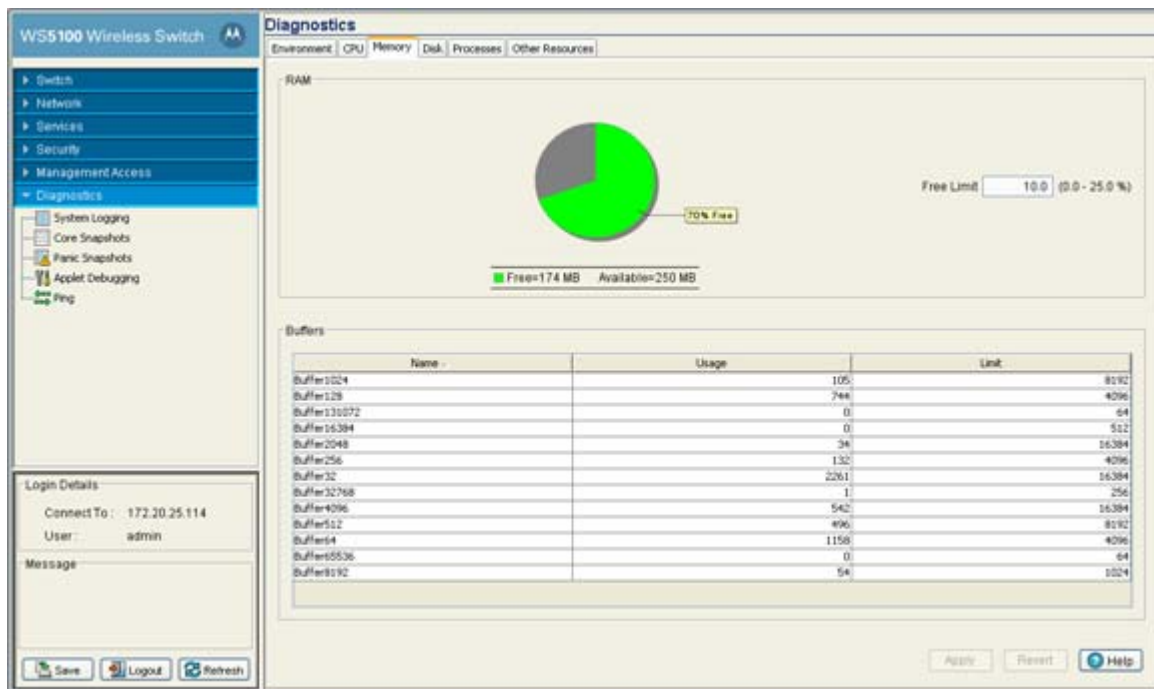 WS5100 Wireless Switch
Switch
Network
Services
Security
Management Access
Diagnostics
System Logging
Core Snapshots
Panic Snapshots
Applet Debugging
Ping
Login Details
Connect To : 172.20.25.114
User : admin
Message
Save Logout Refresh
Diagnostics
Environment CPU Memory Disk Processes Other Resources
RAM
70% Free
Free=174 MB Available=250 MB
Free Limit 10.0 (0.0 - 25.0 %)
Buffers
Name Usage Limit
Buffer1024 105 8192
Buffer128 744 4096
Buffer131072 0 64
Buffer16384 0 512
Buffer2048 34 16384
Buffer256 132 4096
Buffer32 2261 16384
Buffer32768 1 256
Buffer4096 542 16384
Buffer512 496 8192
Buffer64 1158 4096
Buffer65536 0 64
Buffer8192 54 1024
Apply Revert Help